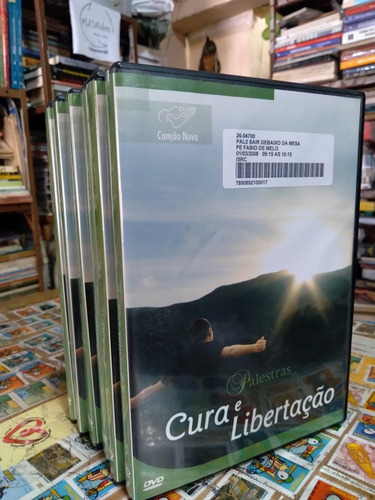 Canção Nova
26.04700
PAL2 SAIR DEBAIXO DA MESA
PE FABIO DE MELO
01/03/2008 09:15 AS 10:15
ISRC
7890892100017
Palestras
Cura e
Libertação
DVD